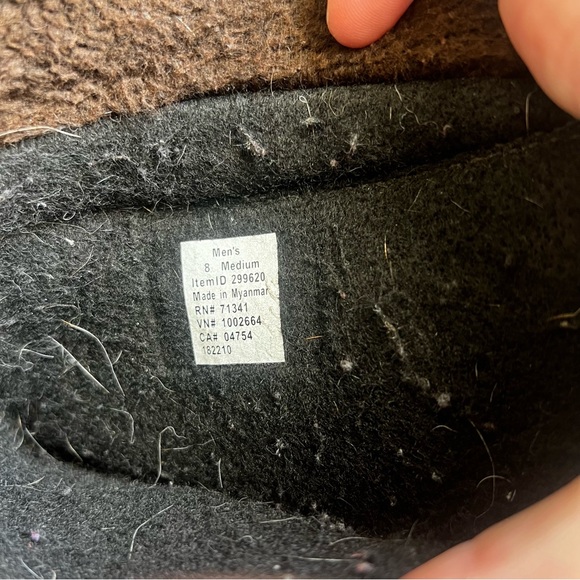 Men's
8 Medium
ItemID 299620
Made in Myanmar
RN# 71341
VN# 1002664
CA# 04754
182210